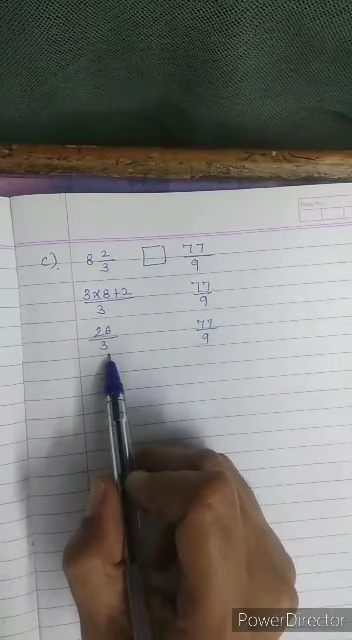 c). 8 2/3 □ 77/9
3×8+2/3 77/9
26/3 77/9
PowerDirector